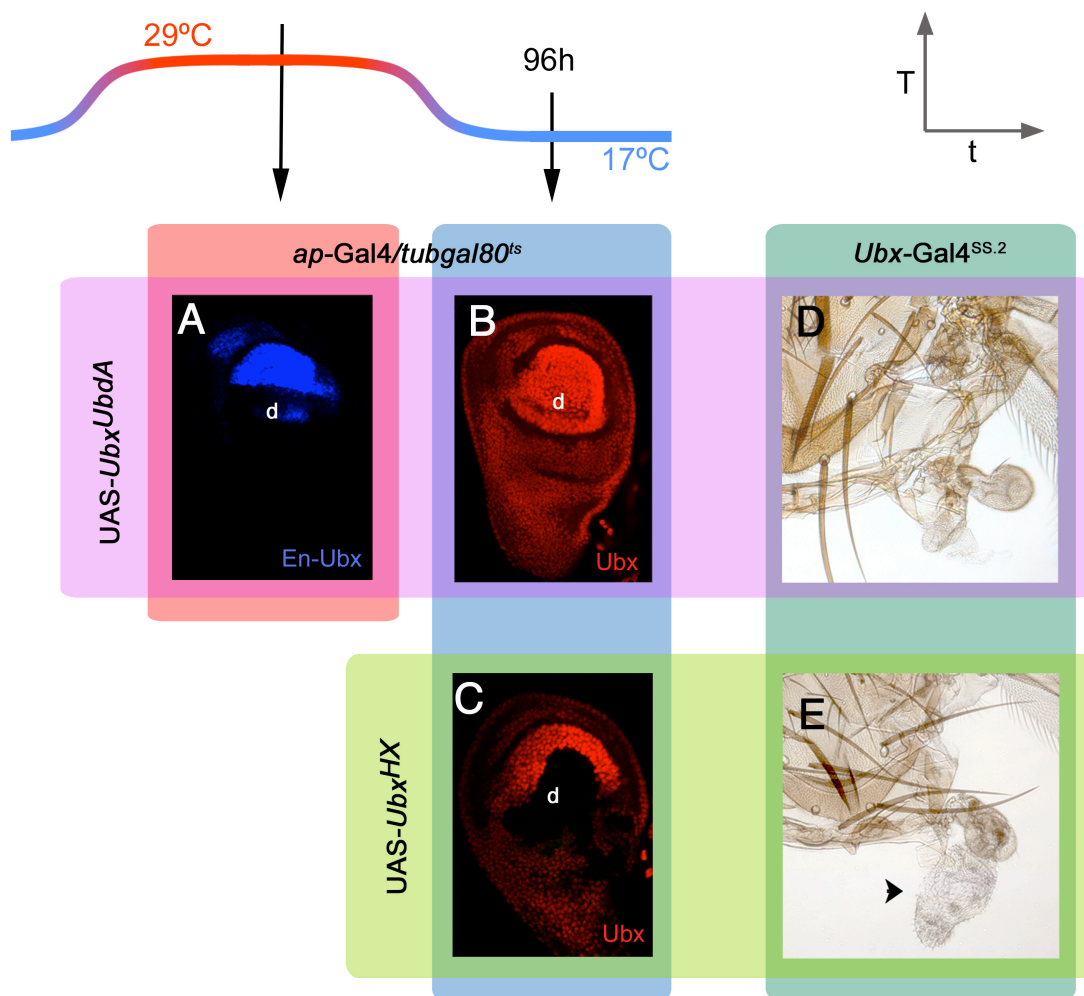 29ºC
96h
T
t
17ºC
ap-Gal4/tubgal80ts
Ubx-Gal4SS.2
UAS-UbxUbdA
A
d
En-Ubx
B
d
Ubx
D
UAS-UbxHX
C
d
Ubx
E